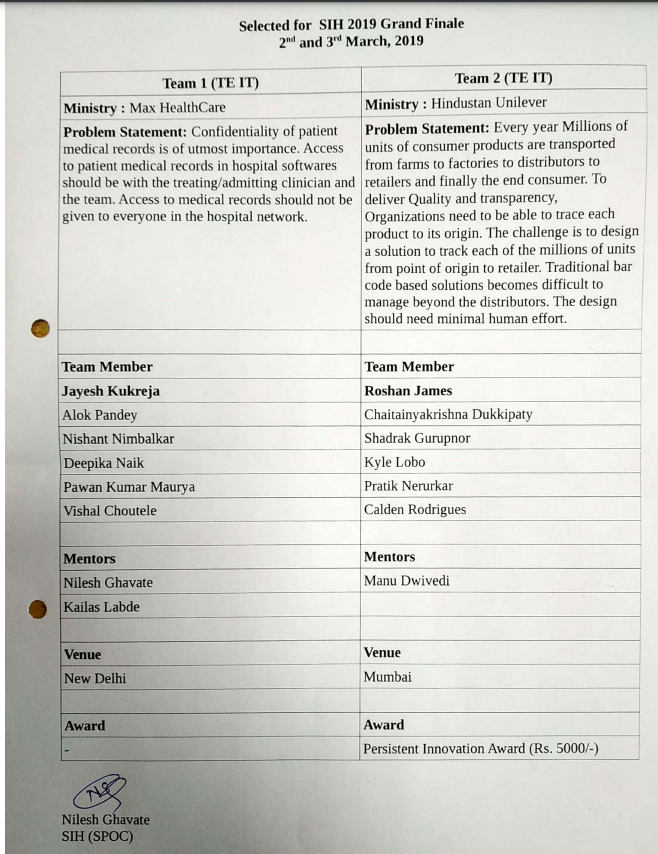 Selected for SIH 2019 Grand Finale
2nd and 3rd March, 2019
Team 1 (TE IT)
Ministry : Max HealthCare
Problem Statement: Confidentiality of patient
medical records is of utmost importance. Access
to patient medical records in hospital softwares
should be with the treating/admitting clinician and
the team. Access to medical records should not be
given to everyone in the hospital network.
Team 2 (TE IT)
Ministry : Hindustan Unilever
Problem Statement: Every year Millions of
units of consumer products are transported
from farms to factories to distributors to
retailers and finally the end consumer. To
deliver Quality and transparency,
Organizations need to be able to trace each
product to its origin. The challenge is to design
a solution to track each of the millions of units
from point of origin to retailer. Traditional bar
code based solutions becomes difficult to
manage beyond the distributors. The design
should need minimal human effort.
Team Member
Jayesh Kukreja
Alok Pandey
Nishant Nimbalkar
Deepika Naik
Pawan Kumar Maurya
Vishal Choutele
Team Member
Roshan James
Chaitainyakrishna Dukkipaty
Shadrak Gurupnor
Kyle Lobo
Pratik Nerurkar
Calden Rodrigues
Mentors
Nilesh Ghavate
Kailas Labde
Mentors
Manu Dwivedi
Venue
New Delhi
Venue
Mumbai
Award
-
Award
Persistent Innovation Award (Rs. 5000/-)
Nilesh Ghavate
SIH (SPOC)